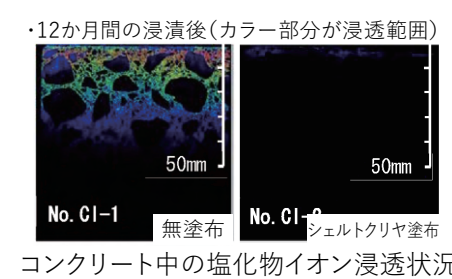 ・12か月間の浸漬後（カラー部分が浸透範囲）
50mm
50mm
No. Cl-1
無塗布
No. Cl-
シェルトクリヤ塗布
コンクリート中の塩化物イオン浸透状況